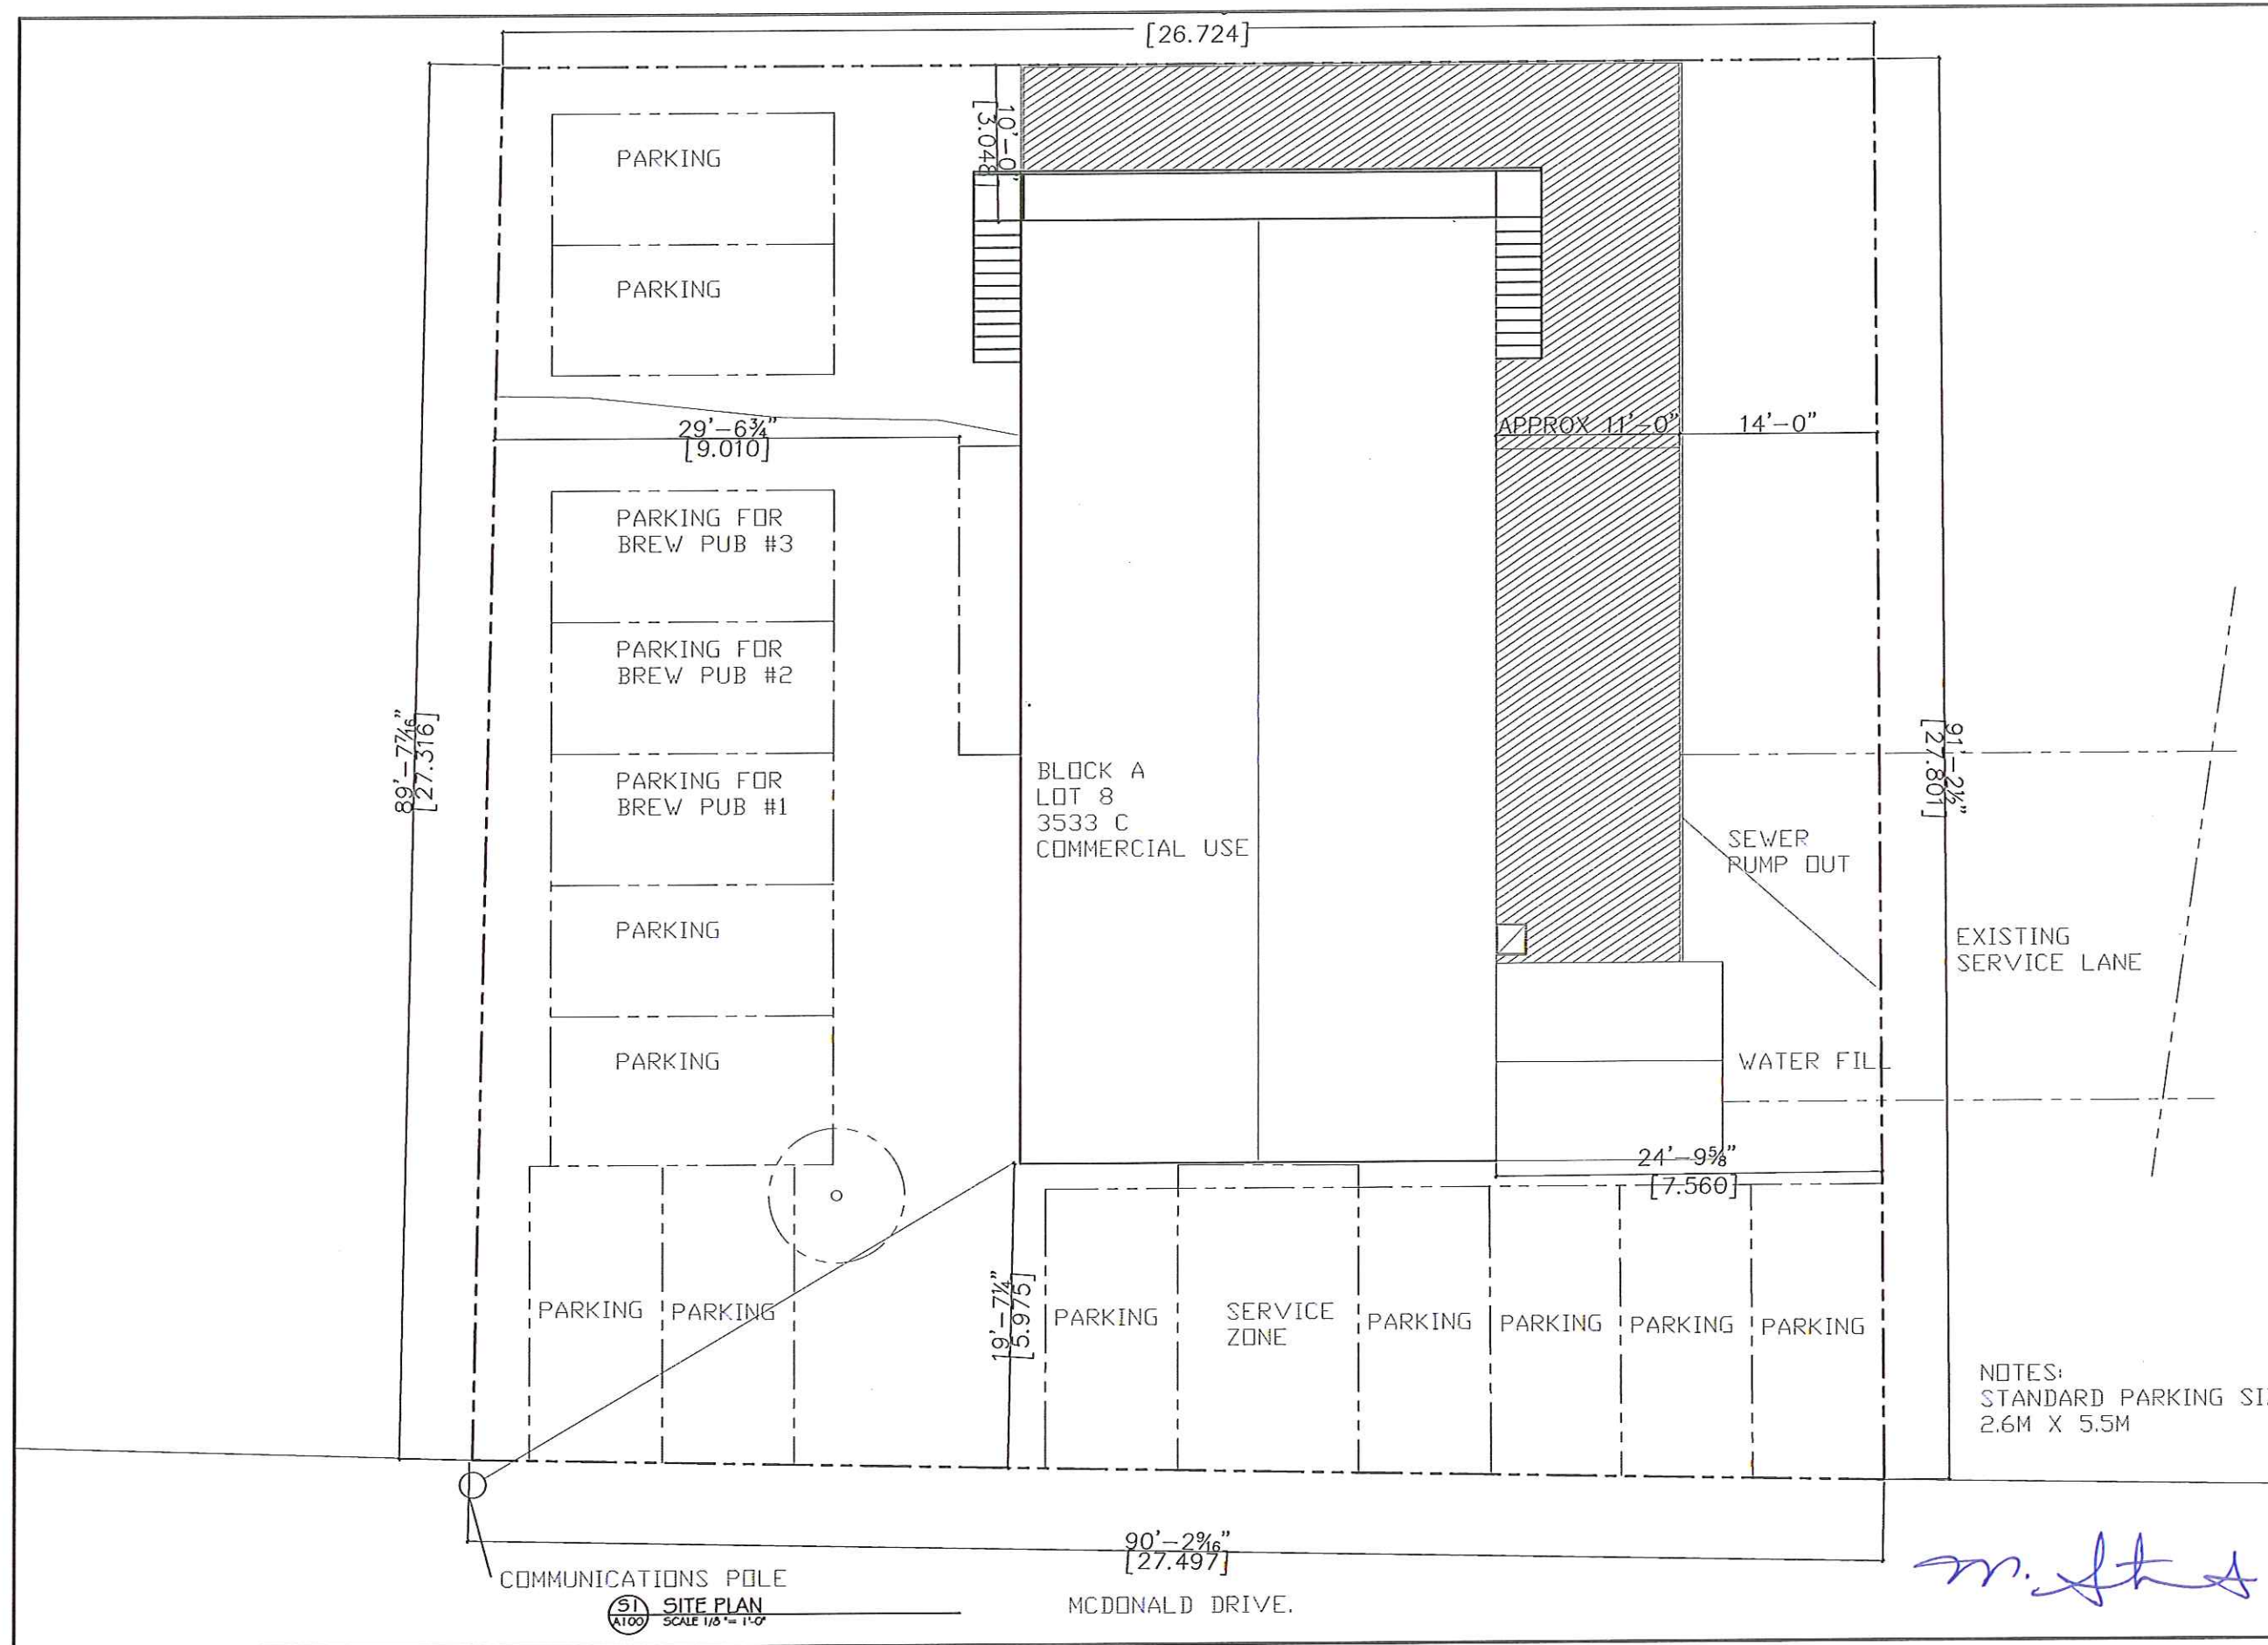 [26.724]
10'-0"
[3.048]
PARKING
PARKING
29'-6¾"
[9.010]
APPROX 11'-0"
14'-0"
PARKING FOR
BREW PUB #3
PARKING FOR
BREW PUB #2
PARKING FOR
BREW PUB #1
89'-7⁷⁄₁₆"
[27.316]
91'-2½"
[27.801]
BLOCK A
LOT 8
3533 C
COMMERCIAL USE
SEWER
PUMP OUT
PARKING
EXISTING
SERVICE LANE
PARKING
WATER FILL
24'-9⅝"
[7.560]
PARKING
PARKING
19'-7¼"
[5.975]
PARKING
SERVICE
ZONE
PARKING
PARKING
PARKING
PARKING
NOTES:
STANDARD PARKING
2.6M X 5.5M
90'-2⁹⁄₁₆"
[27.497]
COMMUNICATIONS POLE
S1
A100
SITE PLAN
SCALE 1/8"= 1'-0"
MCDONALD DRIVE.